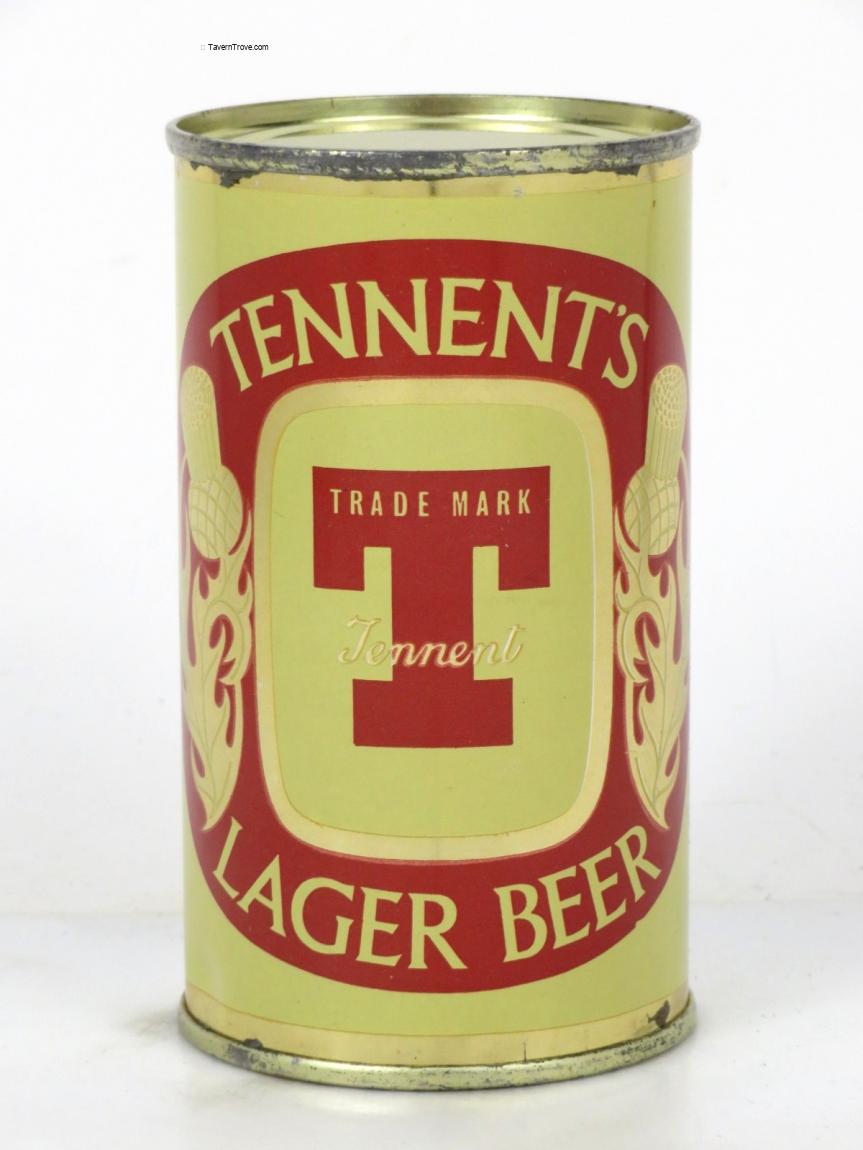 TavernTrove.com
TENNENT'S
TRADE MARK
T
Tennent
LAGER BEER